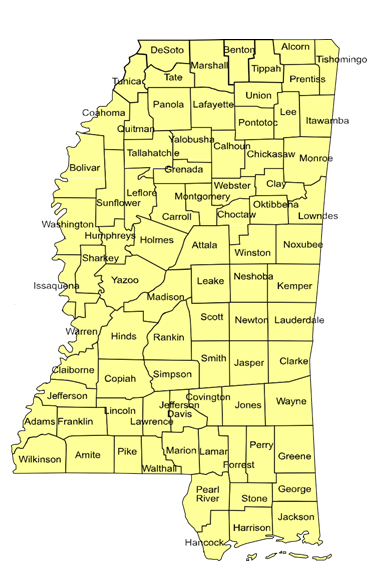 DeSoto
Benton
Alcorn
Marshall
Tippah
Tishomingo
Tunica
Tate
Prentiss
Union
Panola
Lafayette
Lee
Coahoma
Pontotoc
Itawamba
Quitman
Yalobusha
Calhoun
Tallahatchie
Chickasaw
Monroe
Bolivar
Grenada
Leflore
Webster
Clay
Montgomery
Sunflower
Oktibbeha
Carroll
Choctaw
Lowndes
Washington
Humphreys
Holmes
Attala
Noxubee
Winston
Sharkey
Issaquena
Yazoo
Leake
Neshoba
Kemper
Madison
Scott
Newton
Lauderdale
Warren
Hinds
Rankin
Smith
Jasper
Clarke
Claiborne
Copiah
Simpson
Jefferson
Covington
Wayne
Lincoln
Jefferson
Davis
Jones
Adams
Franklin
Lawrence
Marion
Lamar
Perry
Wilkinson
Amite
Pike
Walthall
Forrest
Greene
Pearl
River
Stone
George
Jackson
Harrison
Hancock